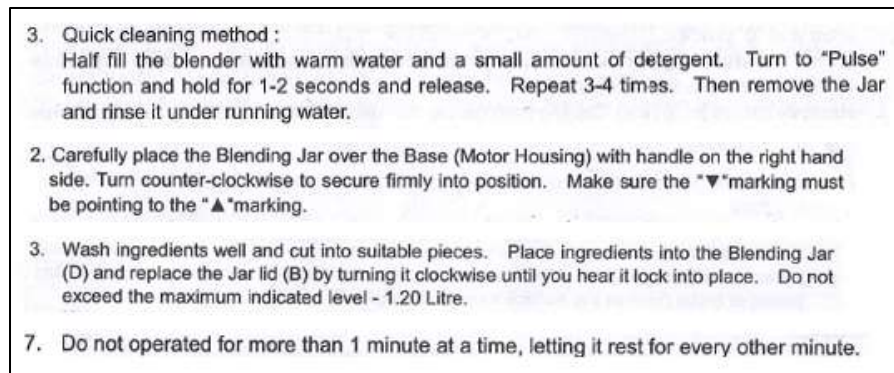 3. Quick cleaning method :
Half fill the blender with warm water and a small amount of detergent. Turn to "Pulse"
function and hold for 1-2 seconds and release. Repeat 3-4 times. Then remove the Jar
and rinse it under running water.
2. Carefully place the Blending Jar over the Base (Motor Housing) with handle on the right hand
side. Turn counter-clockwise to secure firmly into position. Make sure the "▼"marking must
be pointing to the "▲"marking.
3. Wash ingredients well and cut into suitable pieces. Place ingredients into the Blending Jar
(D) and replace the Jar lid (B) by turning it clockwise until you hear it lock into place. Do not
exceed the maximum indicated level - 1.20 Litre.
7. Do not operated for more than 1 minute at a time, letting it rest for every other minute.